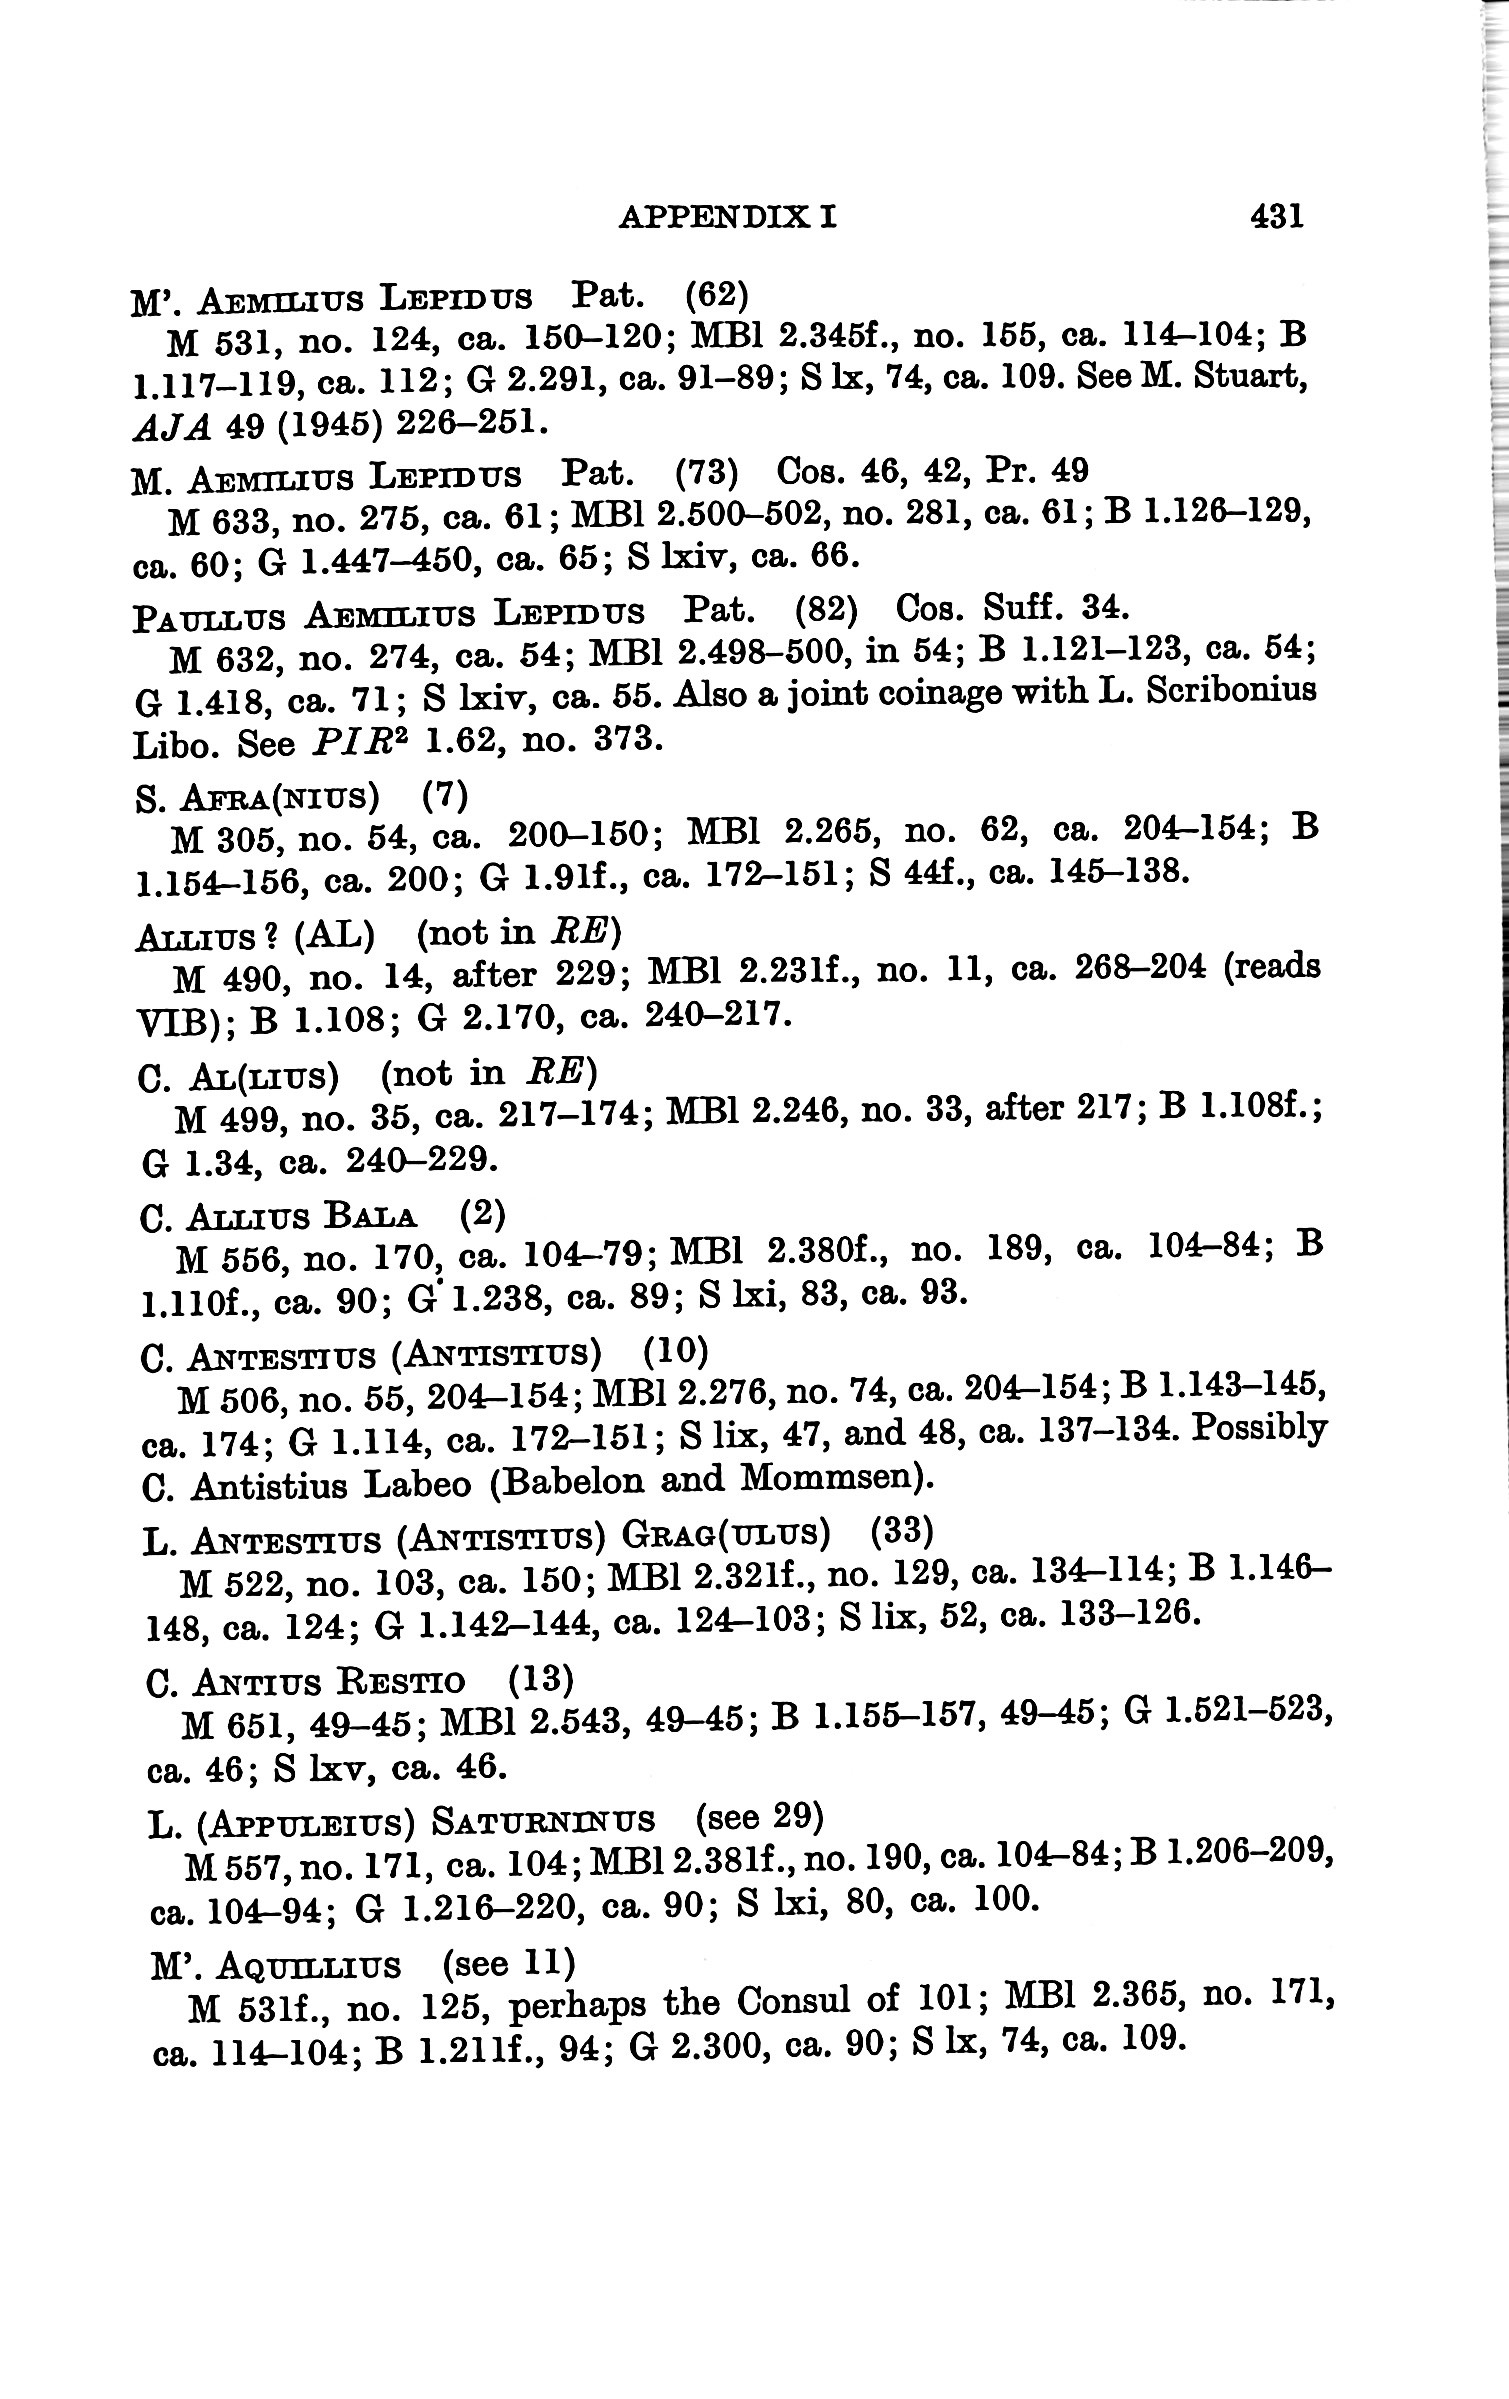 APPENDIX I 431
M’. AEMILIUS LEPIDUS Pat. (62)
M 531, no. 124, ca. 150–120; MBl 2.345f., no. 155, ca. 114–104; B
1.117–119, ca. 112; G 2.291, ca. 91–89; S lx, 74, ca. 109. See M. Stuart,
AJA 49 (1945) 226–251.
M. AEMILIUS LEPIDUS Pat. (73) Cos. 46, 42, Pr. 49
M 633, no. 275, ca. 61; MBl 2.500–502, no. 281, ca. 61; B 1.126–129,
ca. 60; G 1.447–450, ca. 65; S lxiv, ca. 66.
PAULLUS AEMILIUS LEPIDUS Pat. (82) Cos. Suff. 34.
M 632, no. 274, ca. 54; MBl 2.498–500, in 54; B 1.121–123, ca. 54;
G 1.418, ca. 71; S lxiv, ca. 55. Also a joint coinage with L. Scribonius
Libo. See PIR² 1.62, no. 373.
S. AFRA(NIUS) (7)
M 305, no. 54, ca. 200–150; MBl 2.265, no. 62, ca. 204–154; B
1.154–156, ca. 200; G 1.91f., ca. 172–151; S 44f., ca. 145–138.
ALLIUS? (AL) (not in RE)
M 490, no. 14, after 229; MBl 2.231f., no. 11, ca. 268–204 (reads
VIB); B 1.108; G 2.170, ca. 240–217.
C. AL(LIUS) (not in RE)
M 499, no. 35, ca. 217–174; MBl 2.246, no. 33, after 217; B 1.108f.;
G 1.34, ca. 240–229.
C. ALLIUS BALA (2)
M 556, no. 170, ca. 104–79; MBl 2.380f., no. 189, ca. 104–84; B
1.110f., ca. 90; G 1.238, ca. 89; S lxi, 83, ca. 93.
C. ANTESTIUS (ANTISTIUS) (10)
M 506, no. 55, 204–154; MBl 2.276, no. 74, ca. 204–154; B 1.143–145,
ca. 174; G 1.114, ca. 172–151; S lix, 47, and 48, ca. 137–134. Possibly
C. Antistius Labeo (Babelon and Mommsen).
L. ANTESTIUS (ANTISTIUS) GRAG(ULUS) (33)
M 522, no. 103, ca. 150; MBl 2.321f., no. 129, ca. 134–114; B 1.146–
148, ca. 124; G 1.142–144, ca. 124–103; S lix, 52, ca. 133–126.
C. ANTIUS RESTIO (13)
M 651, 49–45; MBl 2.543, 49–45; B 1.155–157, 49–45; G 1.521–523,
ca. 46; S lxv, ca. 46.
L. (APPULEIUS) SATURNINUS (see 29)
M 557, no. 171, ca. 104; MBl 2.381f., no. 190, ca. 104–84; B 1.206–209,
ca. 104–94; G 1.216–220, ca. 90; S lxi, 80, ca. 100.
M’. AQUILLIUS (see 11)
M 531f., no. 125, perhaps the Consul of 101; MBl 2.365, no. 171,
ca. 114–104; B 1.211f., 94; G 2.300, ca. 90; S lx, 74, ca. 109.